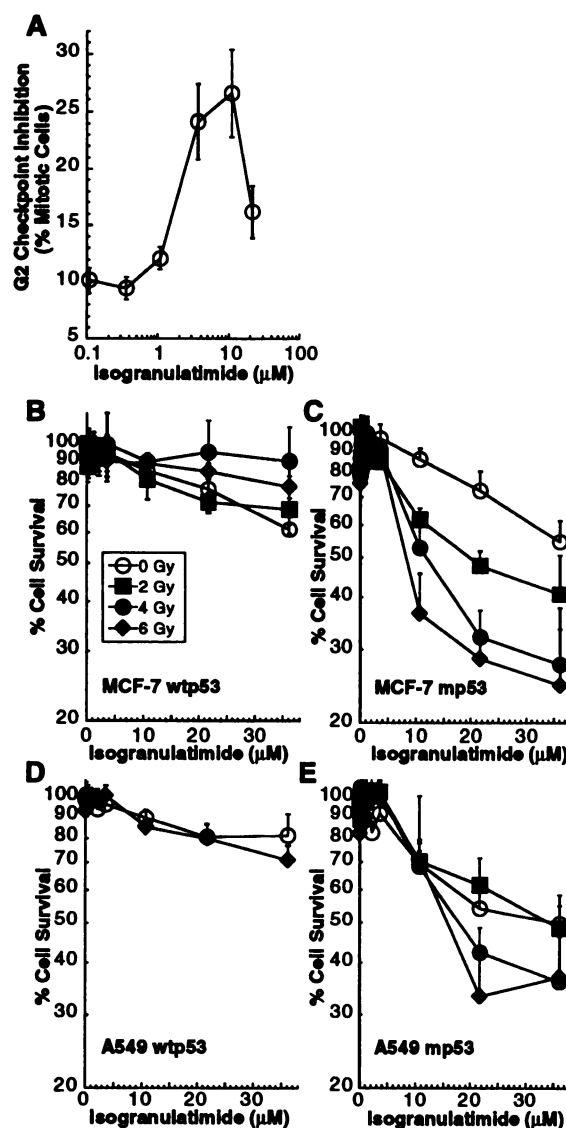 A
G2 Checkpoint Inhibition
(% Mitotic Cells)
30
25
20
15
10
5
0.1
1
10
100
Isogranulatimide (µM)
B
% Cell Survival
100
90
80
70
60
50
40
30
20
0 Gy
2 Gy
4 Gy
6 Gy
MCF-7 wtp53
0
10
20
30
Isogranulatimide (µM)
C
% Cell Survival
100
90
80
70
60
50
40
30
20
MCF-7 mp53
0
10
20
30
Isogranulatimide (µM)
D
% Cell Survival
100
90
80
70
60
50
40
30
20
A549 wtp53
0
10
20
30
Isogranulatimide (µM)
E
% Cell Survival
100
90
80
70
60
50
40
30
20
A549 mp53
0
10
20
30
Isogranulatimide (µM)